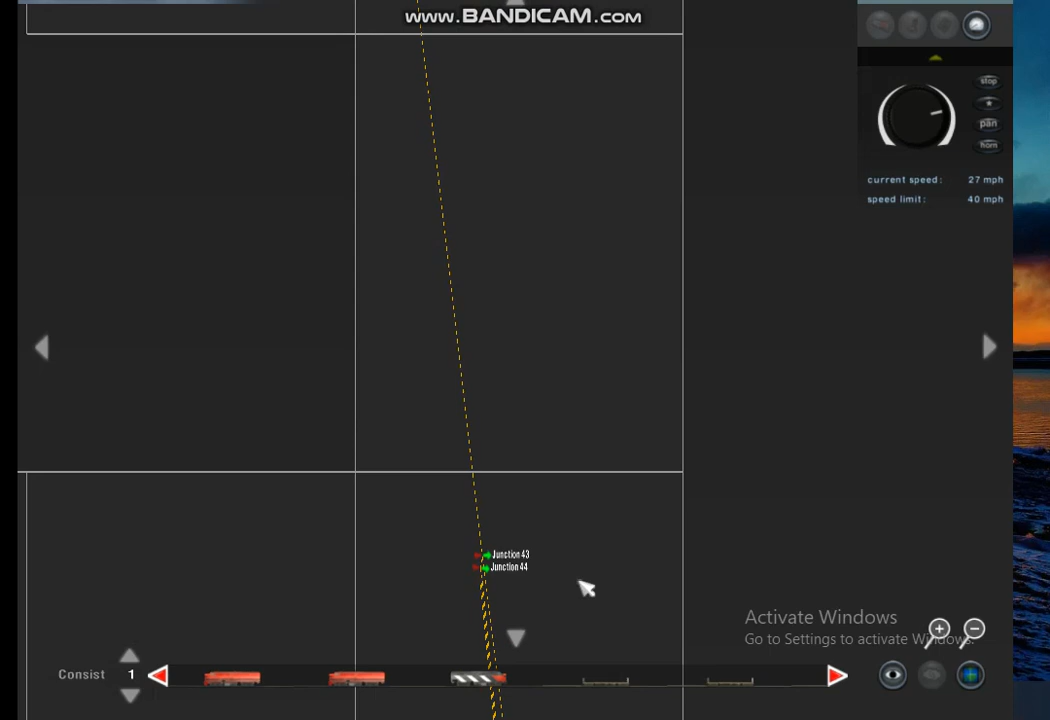 www.BANDICAM.com
stop
pan
horn
current speed: 27 mph
speed limit: 40 mph
Junction 43
Junction 44
Activate Windows
Go to Settings to activate Windows.
Consist 1